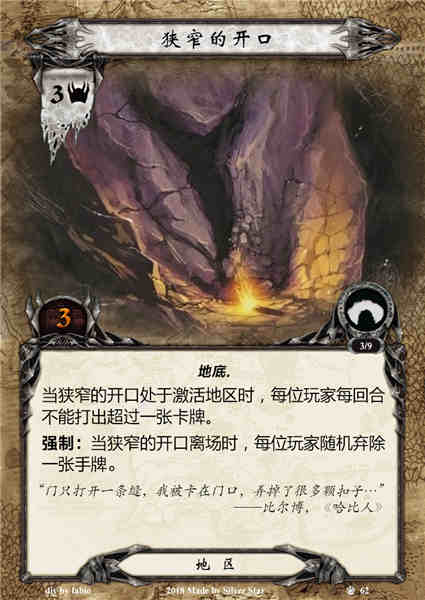 狭窄的开口
3
3
3/9
地底.
当狭窄的开口处于激活地区时，每位玩家每回合
不能打出超过一张卡牌。
强制：当狭窄的开口离场时，每位玩家随机弃除
一张手牌。
“门只打开一条缝，我被卡在门口，弄掉了很多颗扣子…”
——比尔博，《哈比人》
地 区
diy by fabio
2018 Made by Silver Star
62